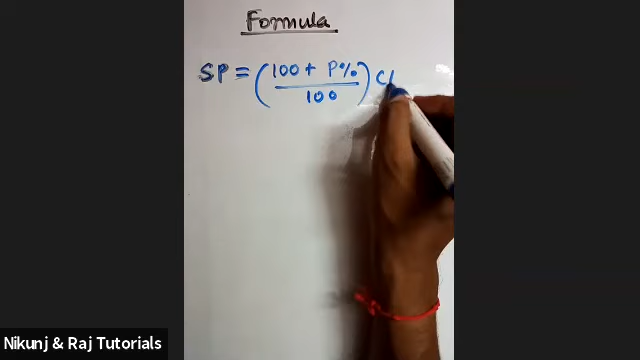 Formula
SP = (100 + P% / 100) C
Nikunj & Raj Tutorials